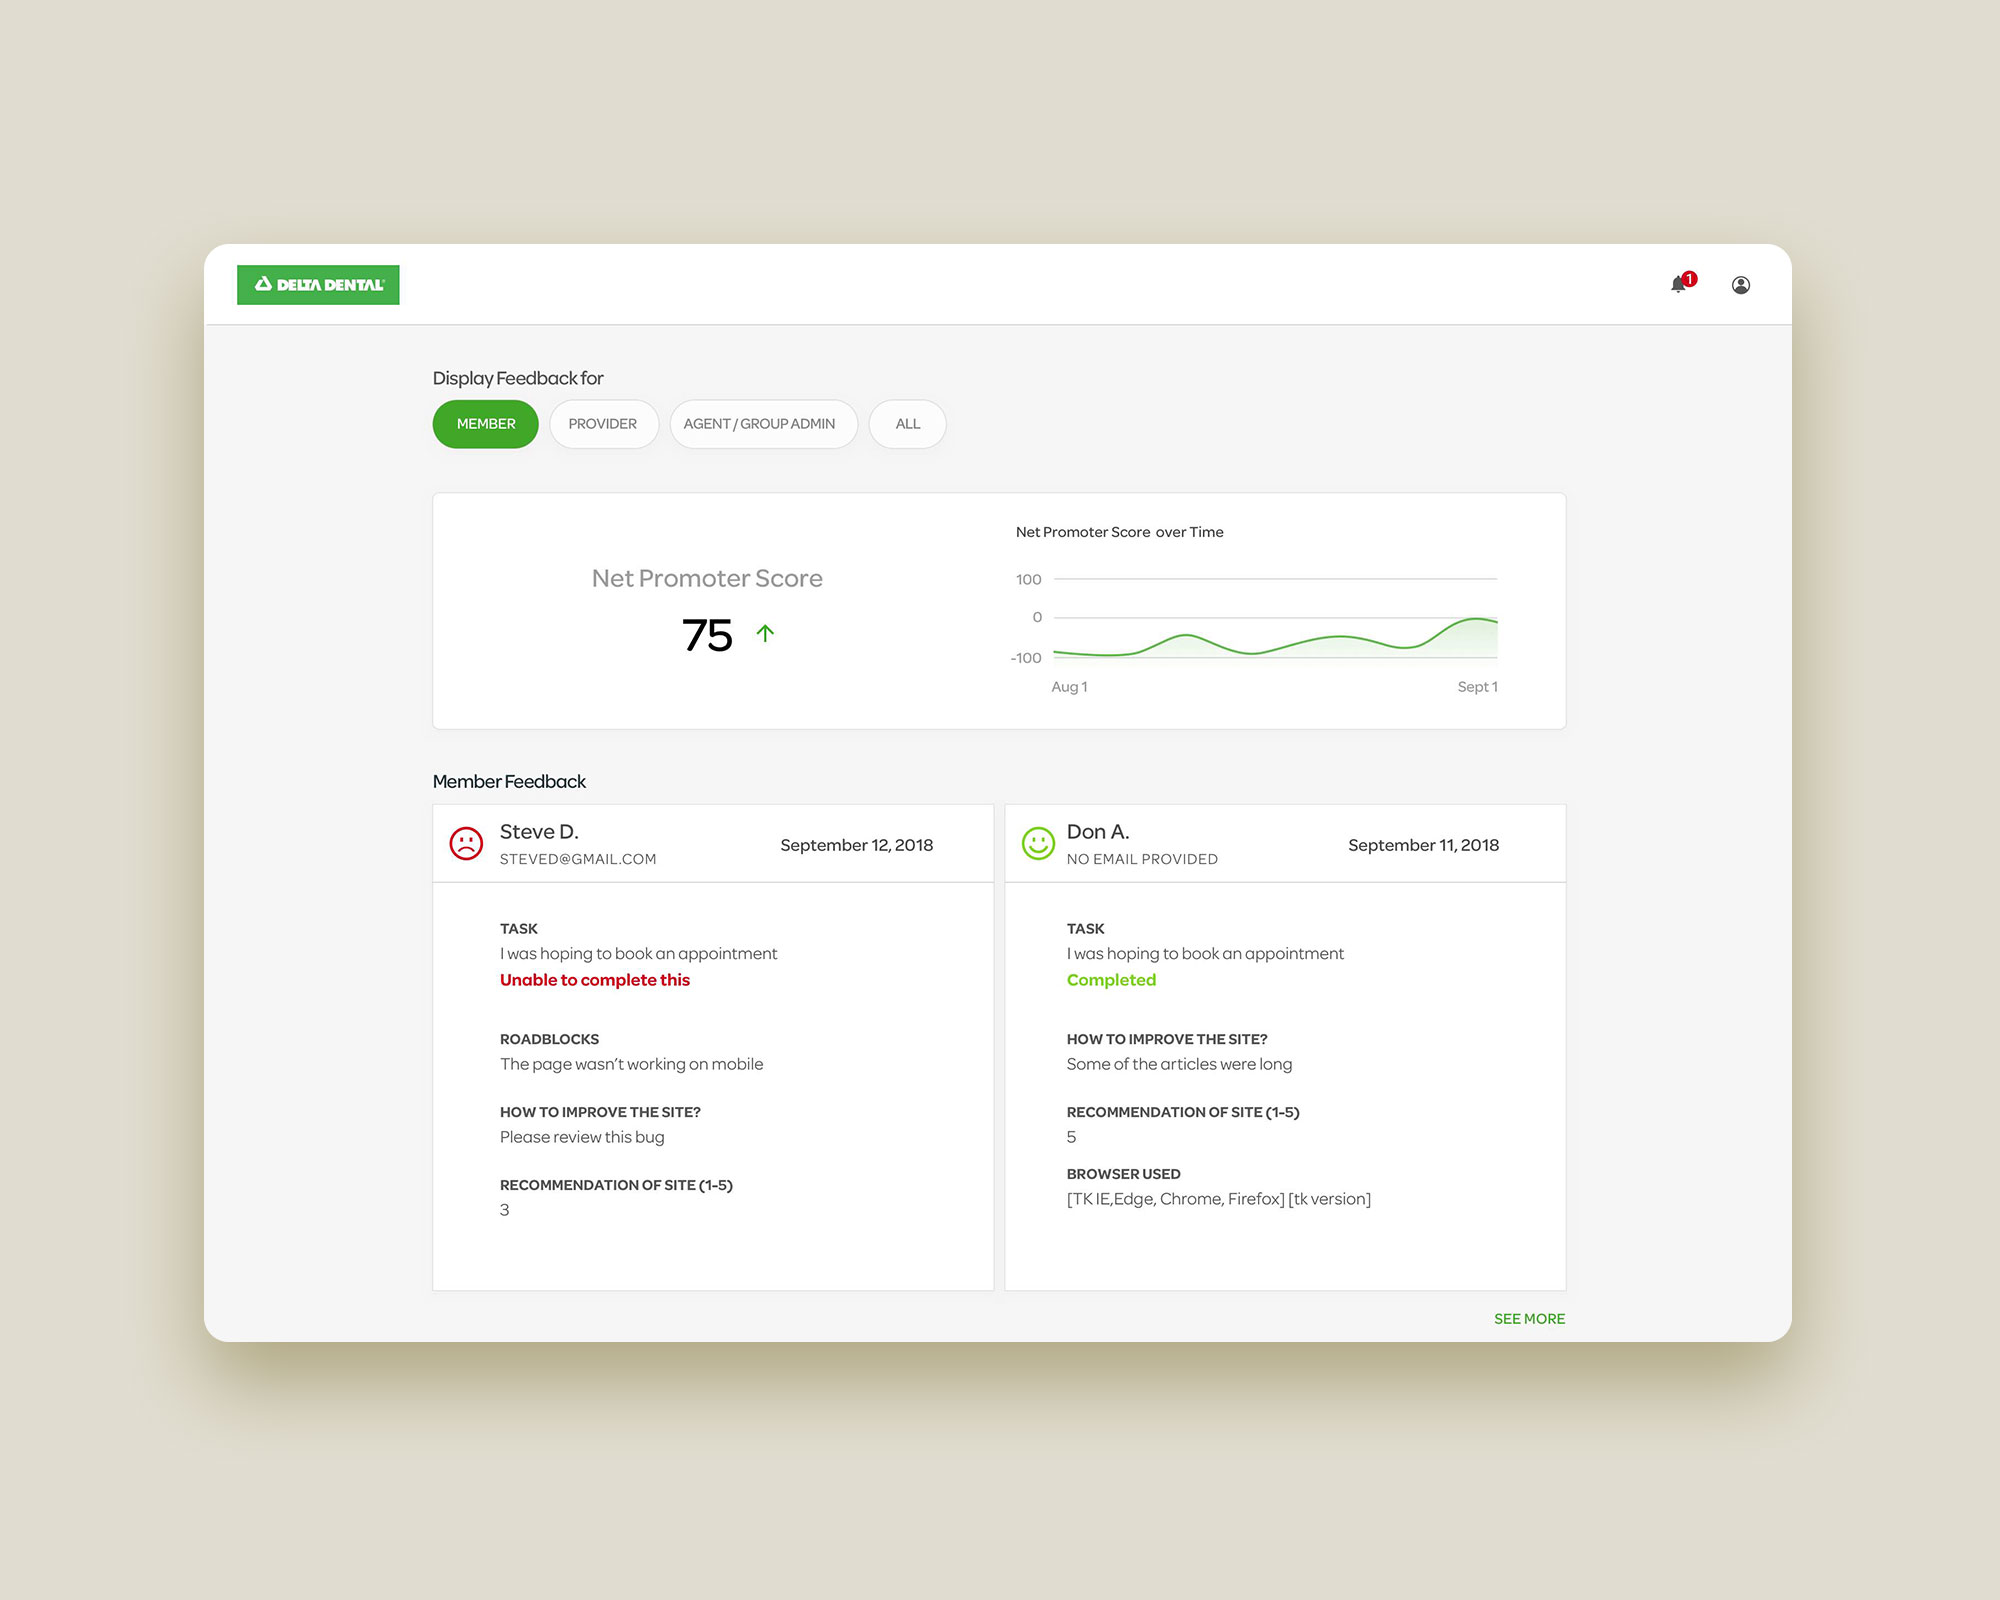 DELTA DENTAL
1
Display Feedback for
MEMBER
PROVIDER
AGENT / GROUP ADMIN
ALL
Net Promoter Score
75
Net Promoter Score over Time
100
0
-100
Aug 1
Sept 1
Member Feedback
Steve D.
STEVED@GMAIL.COM
September 12, 2018
TASK
I was hoping to book an appointment
Unable to complete this
ROADBLOCKS
The page wasn't working on mobile
HOW TO IMPROVE THE SITE?
Please review this bug
RECOMMENDATION OF SITE (1-5)
3
Don A.
NO EMAIL PROVIDED
September 11, 2018
TASK
I was hoping to book an appointment
Completed
HOW TO IMPROVE THE SITE?
Some of the articles were long
RECOMMENDATION OF SITE (1-5)
5
BROWSER USED
[TK IE,Edge, Chrome, Firefox] [tk version]
SEE MORE